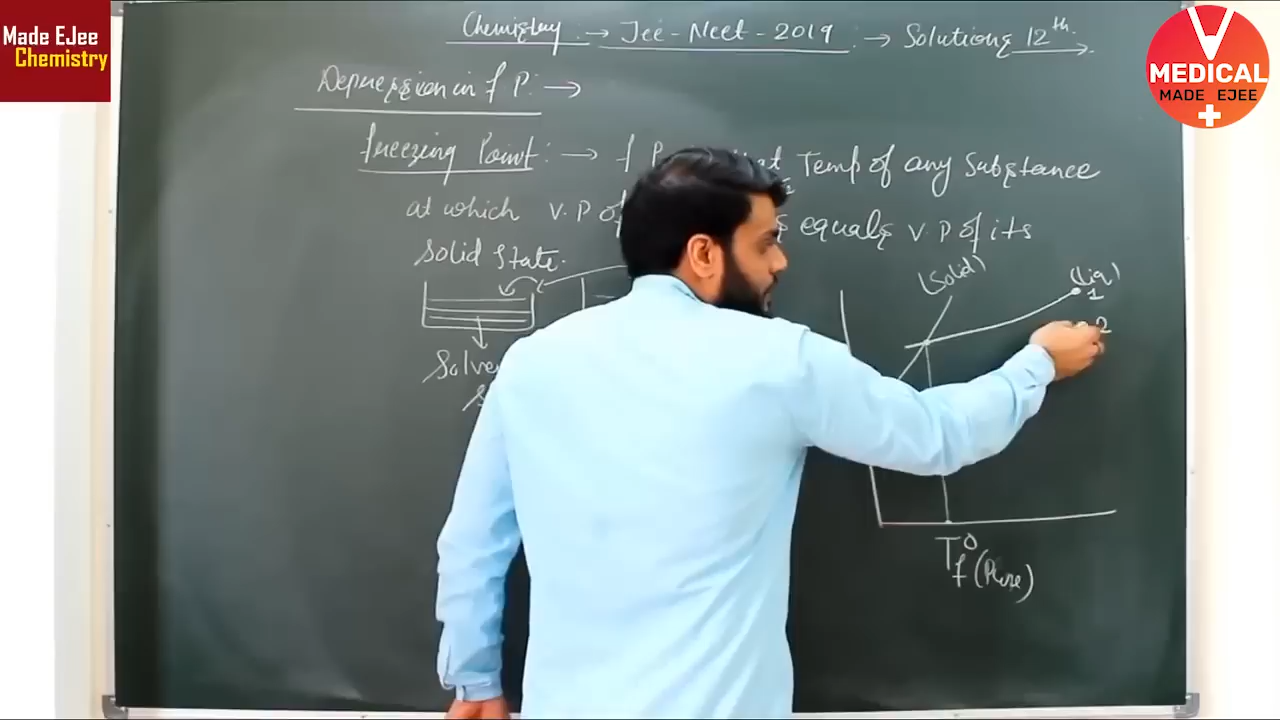 Made EJee
Chemistry
V
MEDICAL
MADE EJEE
Chemistry → Jee - Neet - 2019 → Solutions 12th
Depression in f P: →
freezing Point: → f P Temp of any Substance
at which V.P of equals V.P of its
Solid State.
(Solid)
(Liq)
1
2
Tf° (Pure)